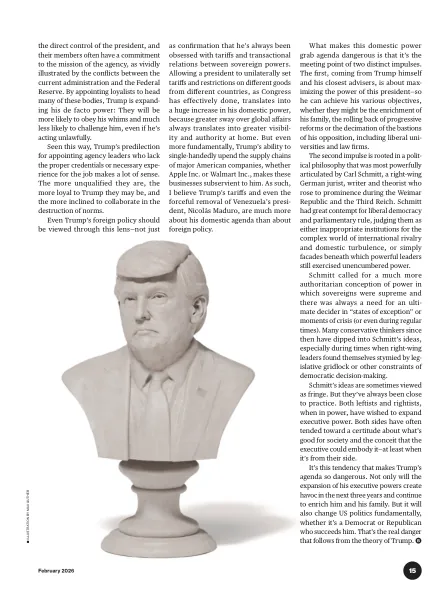 the direct control of the president, and
their members often have a commitment
to the mission of the agency, as vividly
illustrated by the conflicts between the
current administration and the Federal
Reserve. By appointing loyalists to head
many of these bodies, Trump is expand-
ing his de facto power: They will be
more likely to obey his whims and much
less likely to challenge him, even if he's
acting unlawfully.
Seen this way, Trump's predilection
for appointing agency leaders who lack
the proper credentials or necessary expe-
rience for the job makes a lot of sense.
The more unqualified they are, the
more loyal to Trump they may be, and
the more inclined to collaborate in the
destruction of norms.
Even Trump's foreign policy should
be viewed through this lens—not just
as confirmation that he's always been
obsessed with tariffs and transactional
relations between sovereign powers.
Allowing a president to unilaterally set
tariffs and restrictions on different goods
from different countries, as Congress
has effectively done, translates into
a huge increase in his domestic power,
because greater sway over global affairs
always translates into greater visibil-
ity and authority at home. But even
more fundamentally, Trump's ability to
single-handedly upend the supply chains
of major American companies, whether
Apple Inc. or Walmart Inc., makes these
businesses subservient to him. As such,
I believe Trump's tariffs and even the
forceful removal of Venezuela's presi-
dent, Nicolás Maduro, are much more
about his domestic agenda than about
foreign policy.
What makes this domestic power
grab agenda dangerous is that it's the
meeting point of two distinct impulses.
The first, coming from Trump himself
and his closest advisers, is about max-
imizing the power of this president—so
he can achieve his various objectives,
whether they might be the enrichment of
his family, the rolling back of progressive
reforms or the decimation of the bastions
of his opposition, including liberal uni-
versities and law firms.
The second impulse is rooted in a polit-
ical philosophy that was most powerfully
articulated by Carl Schmitt, a right-wing
German jurist, writer and theorist who
rose to prominence during the Weimar
Republic and the Third Reich. Schmitt
had great contempt for liberal democracy
and parliamentary rule, judging them as
either inappropriate institutions for the
complex world of international rivalry
and domestic turbulence, or simply
facades beneath which powerful leaders
still exercised unencumbered power.
Schmitt called for a much more
authoritarian conception of power in
which sovereigns were supreme and
there was always a need for an ulti-
mate decider in "states of exception" or
moments of crisis (or even during regular
times). Many conservative thinkers since
then have dipped into Schmitt's ideas,
especially during times when right-wing
leaders found themselves stymied by leg-
islative gridlock or other constraints of
democratic decision-making.
Schmitt's ideas are sometimes viewed
as fringe. But they've always been close
to practice. Both leftists and rightists,
when in power, have wished to expand
executive power. Both sides have often
tended toward a certitude about what's
good for society and the conceit that the
executive could embody it—at least when
it's from their side.
It's this tendency that makes Trump's
agenda so dangerous. Not only will the
expansion of his executive powers create
havoc in the next three years and continue
to enrich him and his family. But it will
also change US politics fundamentally,
whether it's a Democrat or Republican
who succeeds him. That's the real danger
that follows from the theory of Trump.
February 2026
15